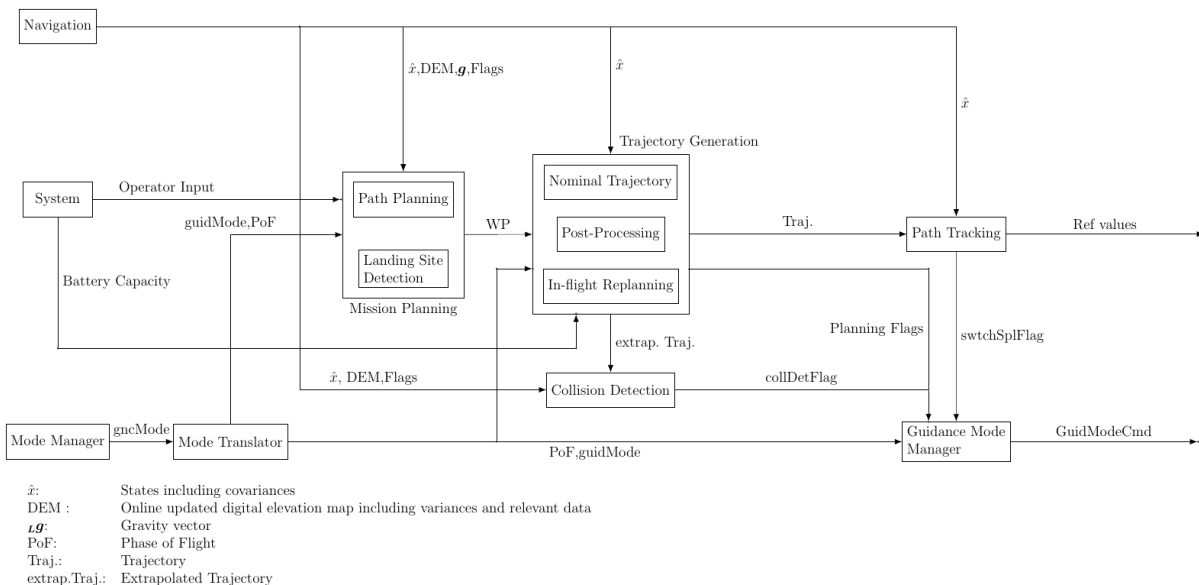 Navigation
x̂,DEM,g,Flags
x̂
x̂
Trajectory Generation
System
Operator Input
guidMode,PoF
Battery Capacity
Path Planning
Landing Site
Detection
Mission Planning
WP
Nominal Trajectory
Post-Processing
In-flight Replanning
Traj.
Path Tracking
Ref values
extrap. Traj.
Planning Flags
swtchSplFlag
x̂, DEM,Flags
Collision Detection
collDetFlag
Mode Manager
gncMode
Mode Translator
PoF,guidMode
Guidance Mode
Manager
GuidModeCmd
x̂: States including covariances
DEM : Online updated digital elevation map including variances and relevant data
Lg: Gravity vector
PoF: Phase of Flight
Traj.: Trajectory
extrap.Traj.: Extrapolated Trajectory